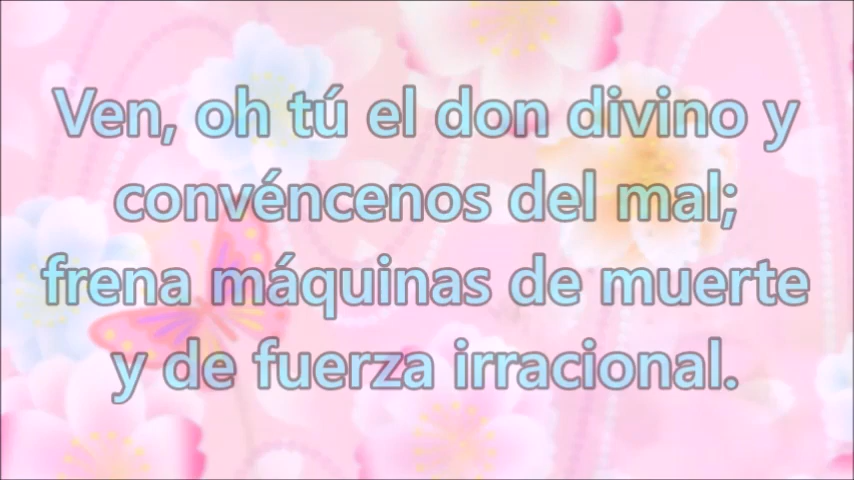 Ven, oh tú el don divino y
convéncenos del mal;
frena máquinas de muerte
y de fuerza irracional.